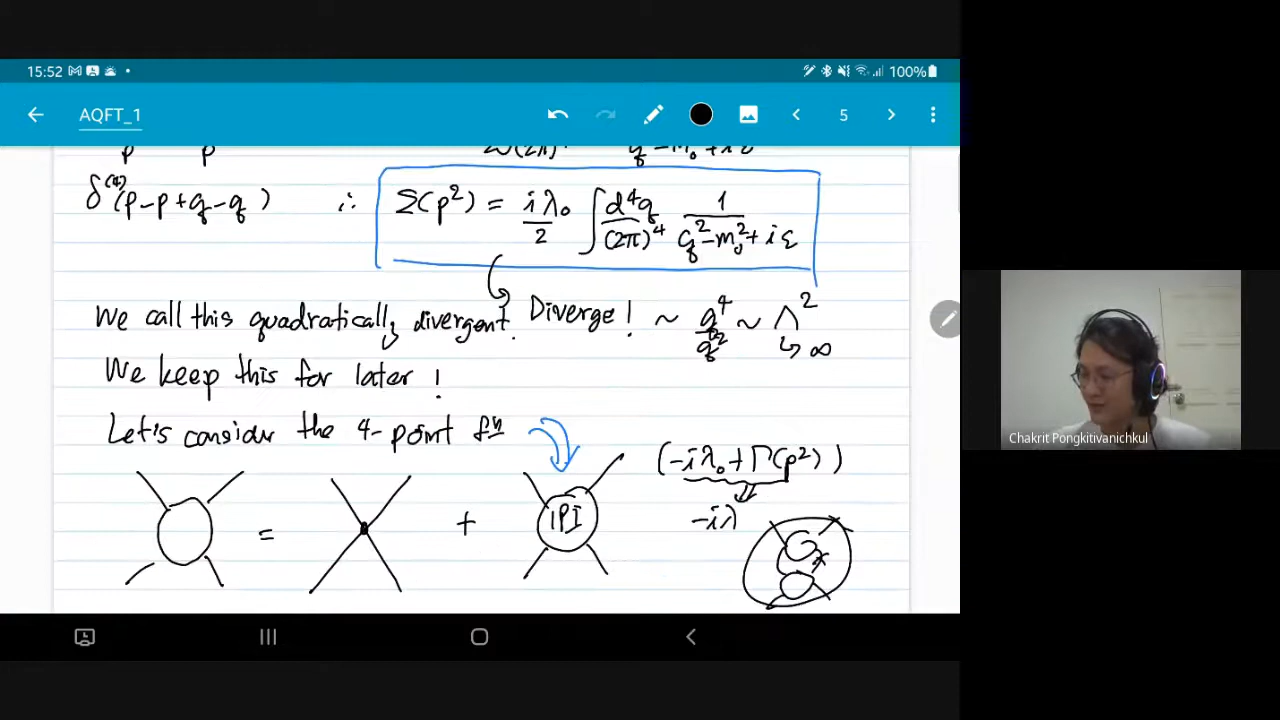 15:52 100%
AQFT_1 5
p p
δ^(4)(p-p+q-q) ∴ Σ(p²) = iλ₀/2 ∫ d⁴q/(2π)⁴ 1/(q²-m₀²+iε)
We call this quadratically divergent. Diverge! ~ q⁴/q² ~ Λ²
↳ ∞
We keep this for later!
Let's consider the 4-point fn
(-iλ₀ + Γ(p²))
-iλ
= + 1PI
Chakrit Pongkitivanichkul